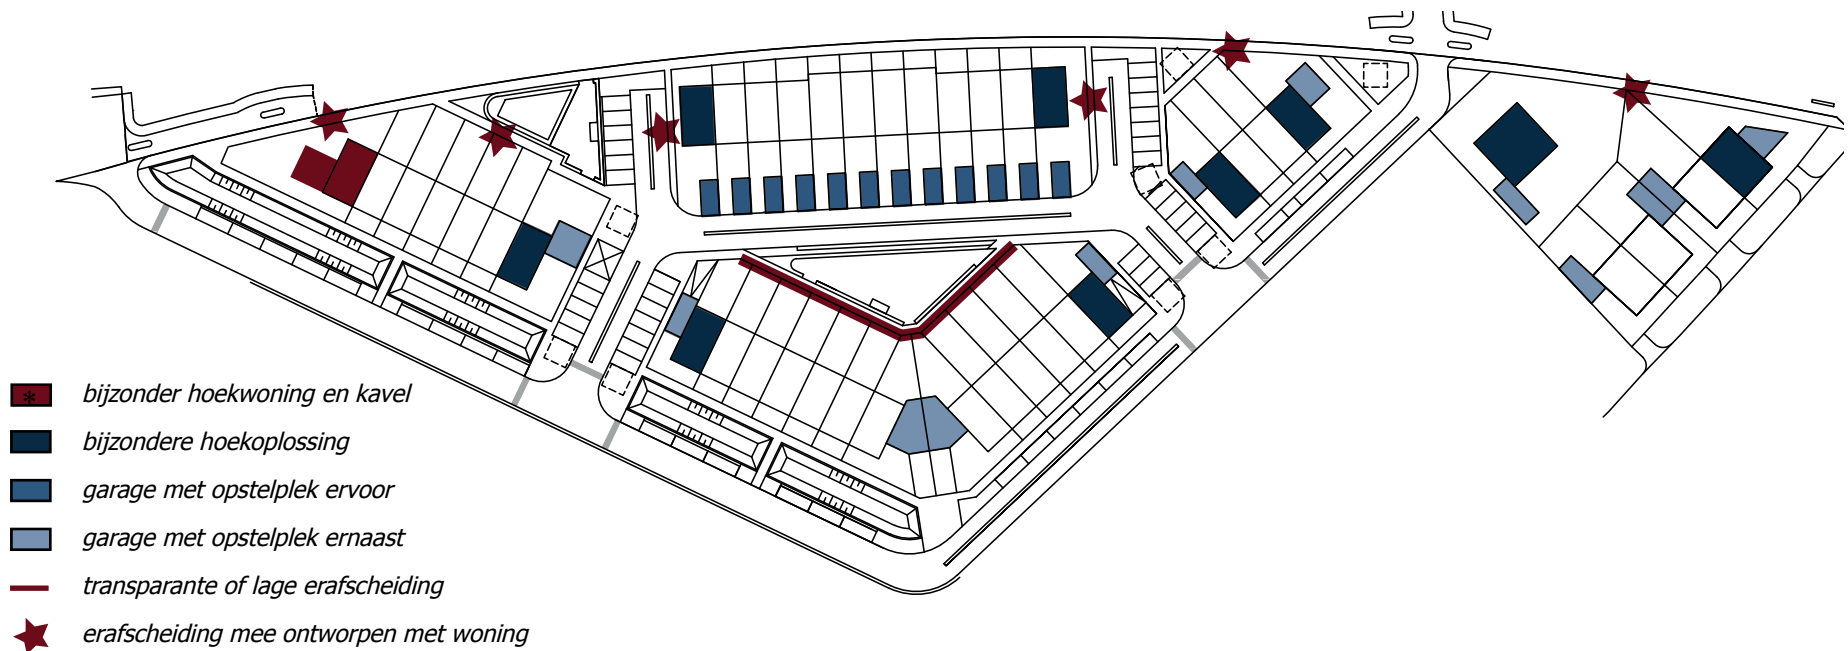 * bijzonder hoekwoning en kavel
bijzondere hoekoplossing
garage met opstelplek ervoor
garage met opstelplek ernaast
transparante of lage erafscheiding
erafscheiding mee ontworpen met woning